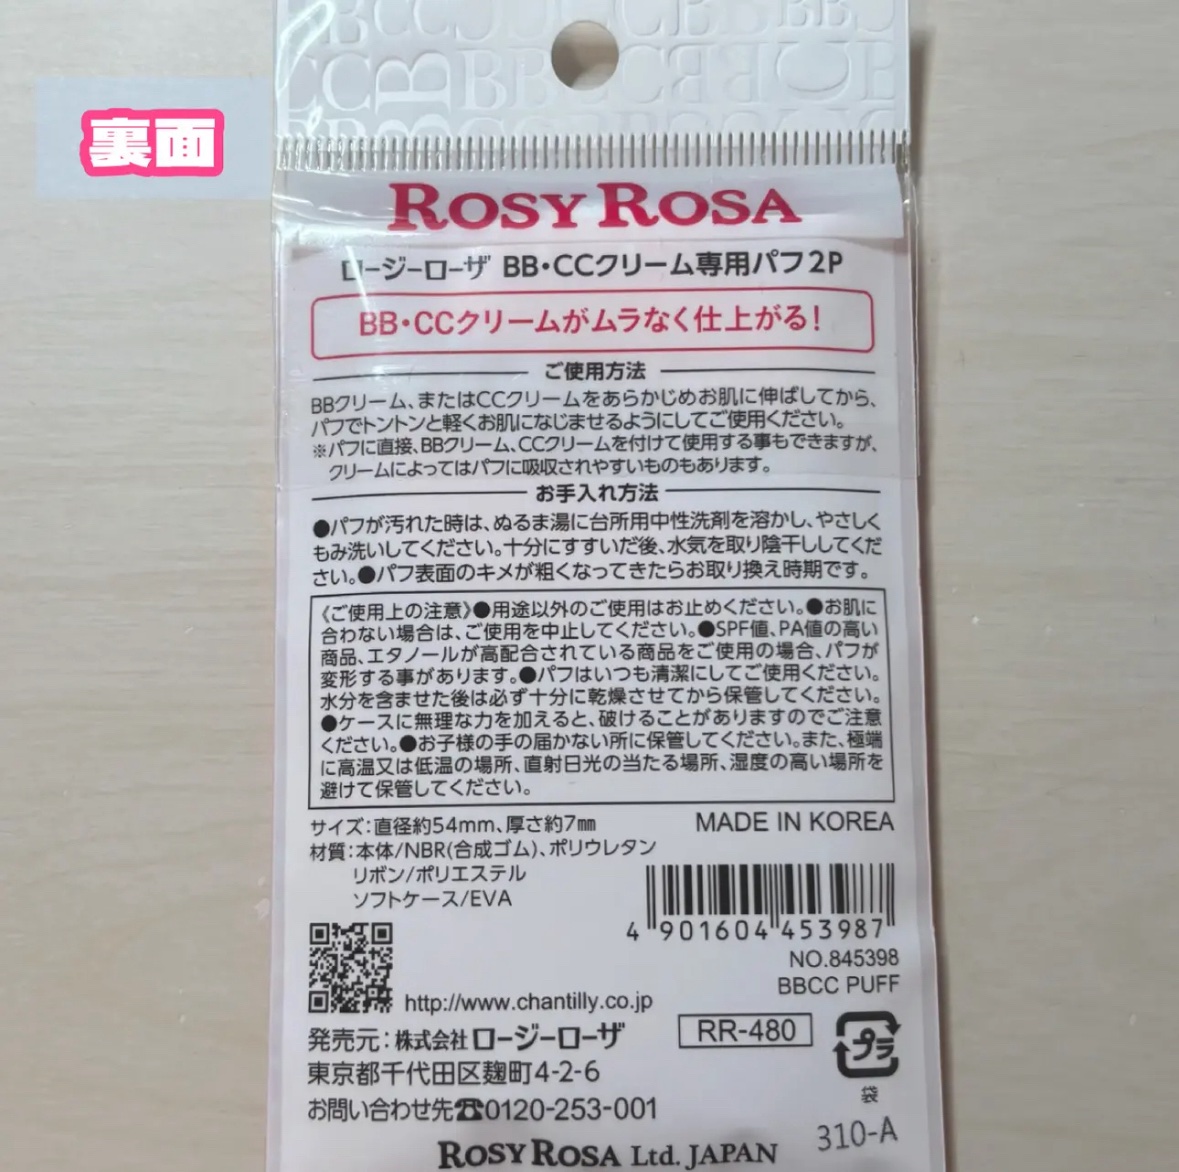 裏面
ROSY ROSA
ロージーローザ BB・CCクリーム専用パフ2P
BB・CCクリームがムラなく仕上がる!
ご使用方法
BBクリーム、またはCCクリームをあらかじめお肌に伸ばしてから、
パフでトントンと軽くお肌になじませるようにしてご使用ください。
※パフに直接、BBクリーム、CCクリームを付けて使用する事もできますが、
クリームによってはパフに吸収されやすいものもあります。
お手入れ方法
●パフが汚れた時は、ぬるま湯に台所用中性洗剤を溶かし、やさしく
もみ洗いしてください。十分にすすいだ後、水気を取り陰干ししてくだ
さい。●パフ表面のキメが粗くなってきたらお取り換え時期です。
《ご使用上の注意》●用途以外のご使用はお止めください。●お肌に
合わない場合は、ご使用を中止してください。●SPF値、PA値の高い
商品、エタノールが高配合されている商品をご使用の場合、パフが
変形する事があります。●パフはいつも清潔にしてご使用ください。
水分を含ませた後は必ず十分に乾燥させてから保管してください。
●ケースに無理な力を加えると、破けることがありますのでご注意
ください。●お子様の手の届かない所に保管してください。また、極端
に高温又は低温の場所、直射日光の当たる場所、湿度の高い場所を
避けて保管してください。
サイズ:直径約54mm、厚さ約7㎜
MADE IN KOREA
材質:本体/NBR(合成ゴム)、ポリウレタン
リボン/ポリエステル
ソフトケース/EVA
4 901604 453987
NO.845398
BBCC PUFF
http://www.chantilly.co.jp
発売元:株式会社ロージーローザ
RR-480
プラ
東京都千代田区麹町4-2-6
袋
お問い合わせ先☎0120-253-001
310-A
ROSY ROSA Ltd. JAPAN